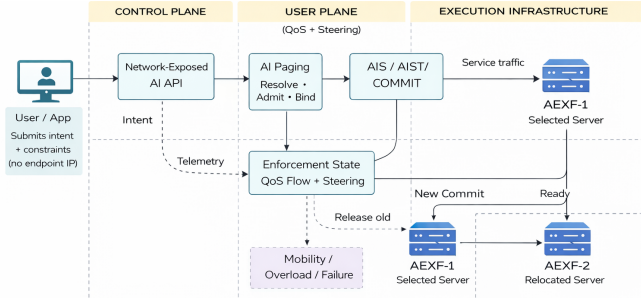 CONTROL PLANE
USER PLANE
(QoS + Steering)
EXECUTION INFRASTRUCTURE
User / App
Submits intent
+ constraints
(no endpoint IP)
Network-Exposed
AI API
Intent
Telemetry
AI Paging
Resolve •
Admit • Bind
AIS / AIST/
COMMIT
Service traffic
AEXF-1
Selected Server
Enforcement State
QoS Flow + Steering
New Commit
Ready
Release old
Mobility /
Overload / Failure
AEXF-1
Selected Server
AEXF-2
Relocated Server